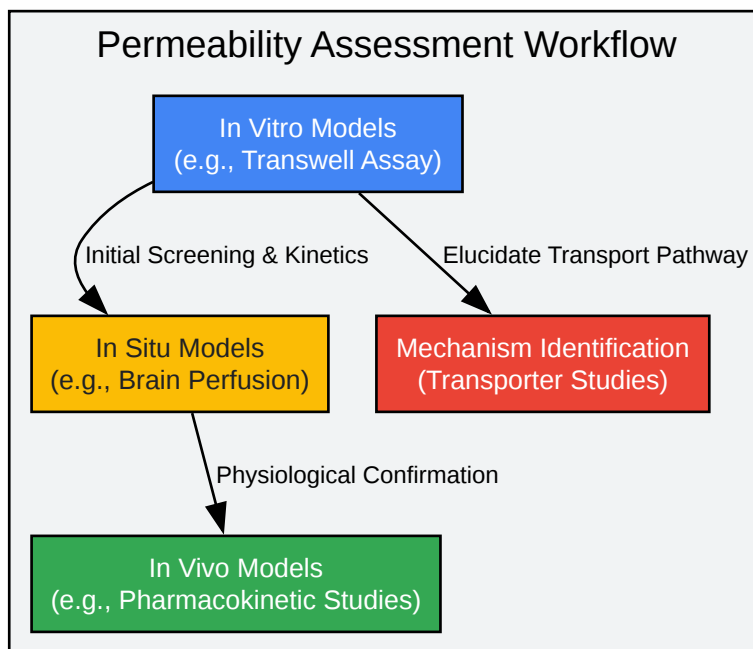 Permeability Assessment Workflow
In Vitro Models
(e.g., Transwell Assay)
Initial Screening & Kinetics
Elucidate Transport Pathway
In Situ Models
(e.g., Brain Perfusion)
Mechanism Identification
(Transporter Studies)
Physiological Confirmation
In Vivo Models
(e.g., Pharmacokinetic Studies)